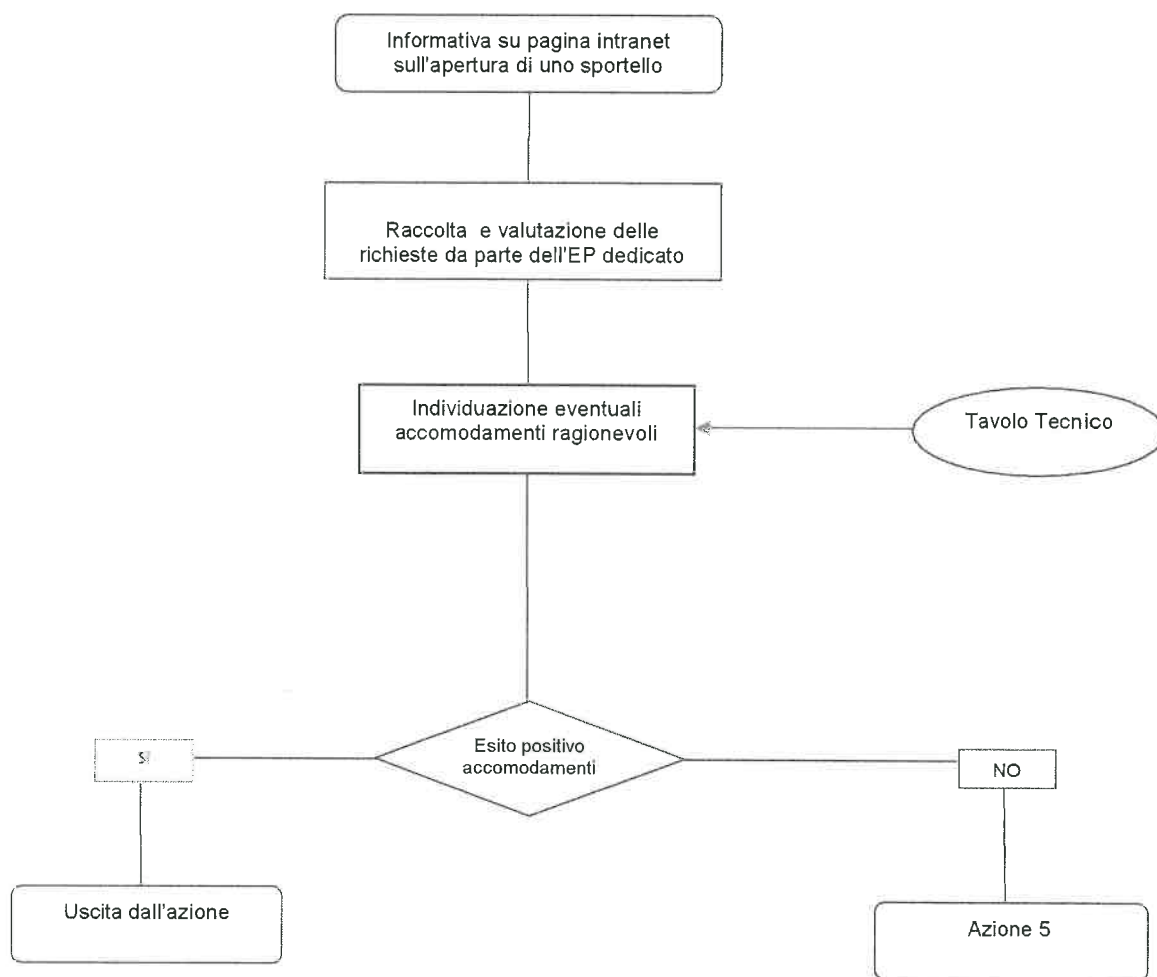 Informativa su pagina intranet
sull'apertura di uno sportello
Raccolta e valutazione delle
richieste da parte dell'EP dedicato
Individuazione eventuali
accomodamenti ragionevoli
Tavolo Tecnico
Esito positivo
accomodamenti
SI
NO
Uscita dall'azione
Azione 5